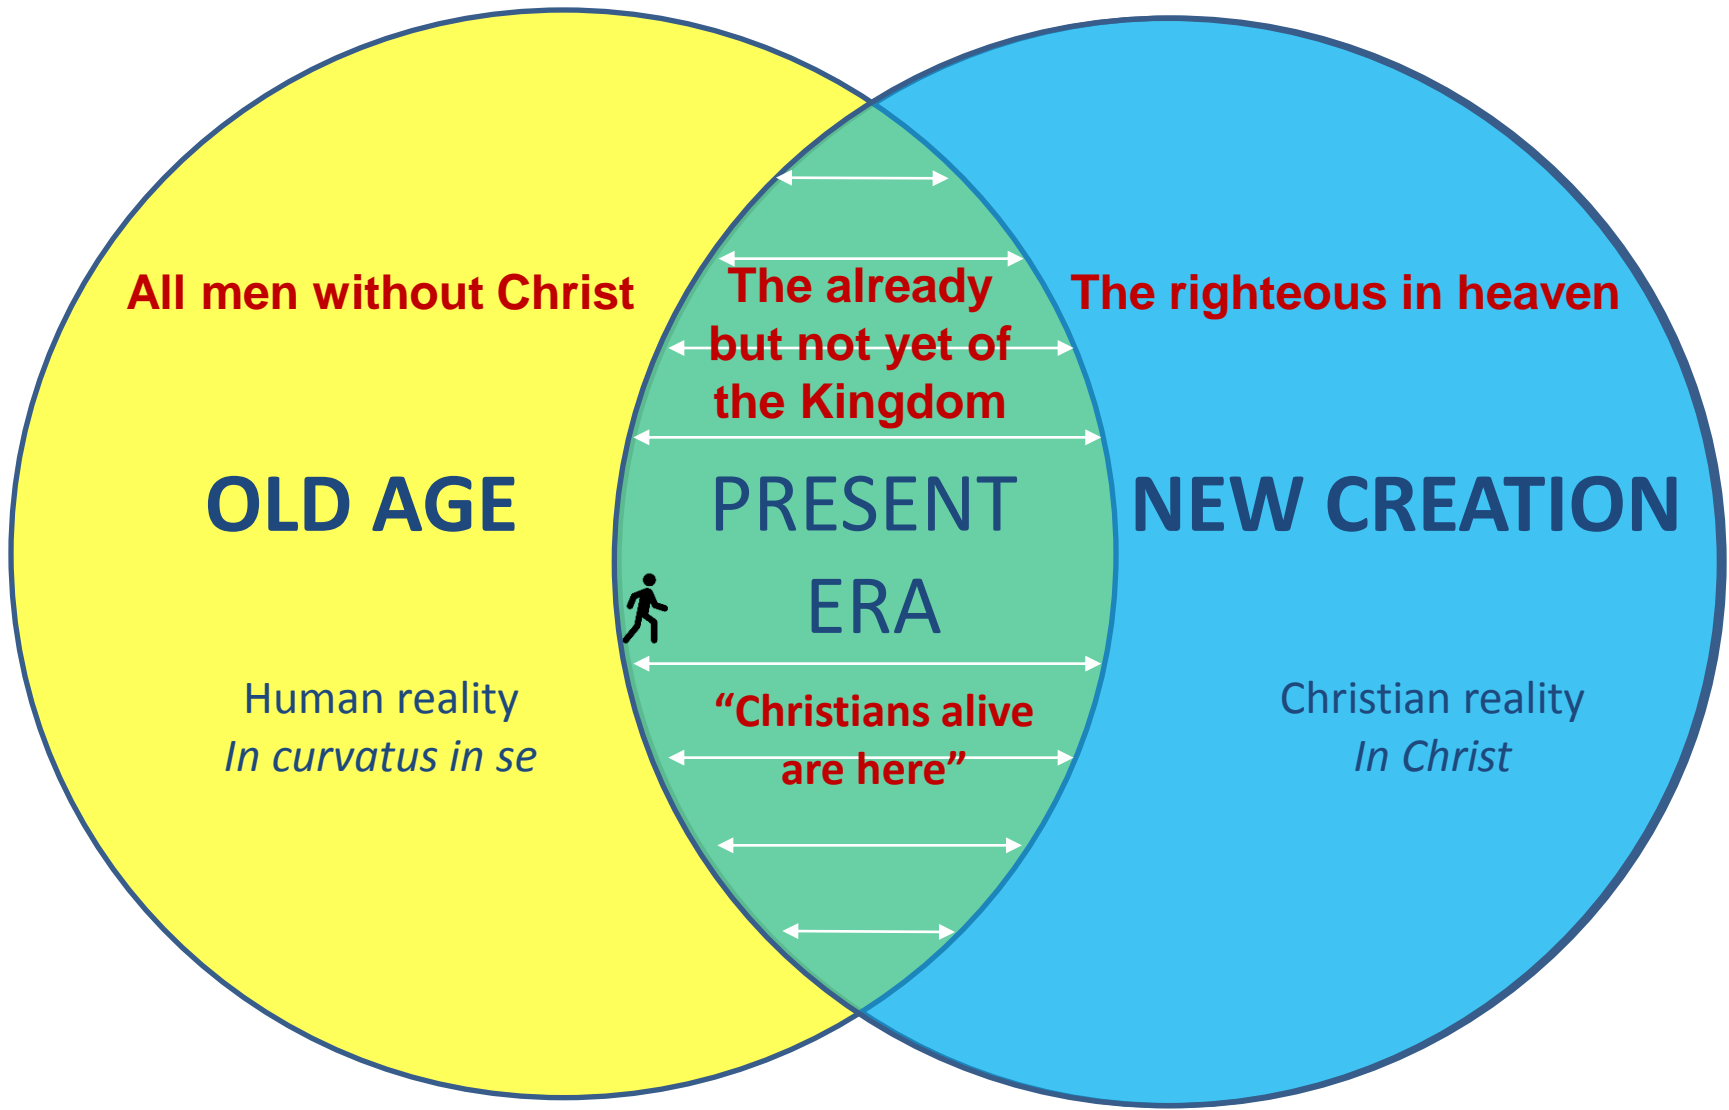 All men without Christ
OLD AGE
Human reality
In curvatus in se
The already
but not yet of
the Kingdom
PRESENT
ERA
“Christians alive
are here”
The righteous in heaven
NEW CREATION
Christian reality
In Christ